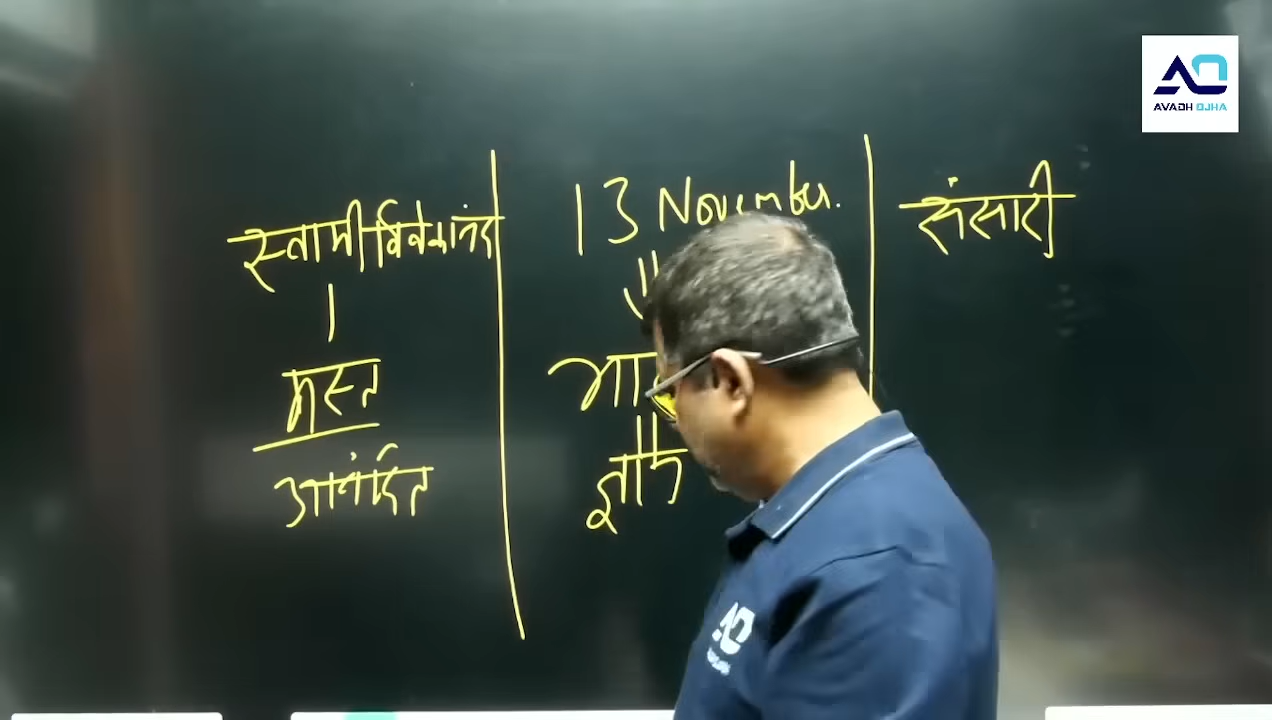 स्वामी विवेकानंद
मस्त
आनंदित
13 November.
संसारी
AVADH OJHA